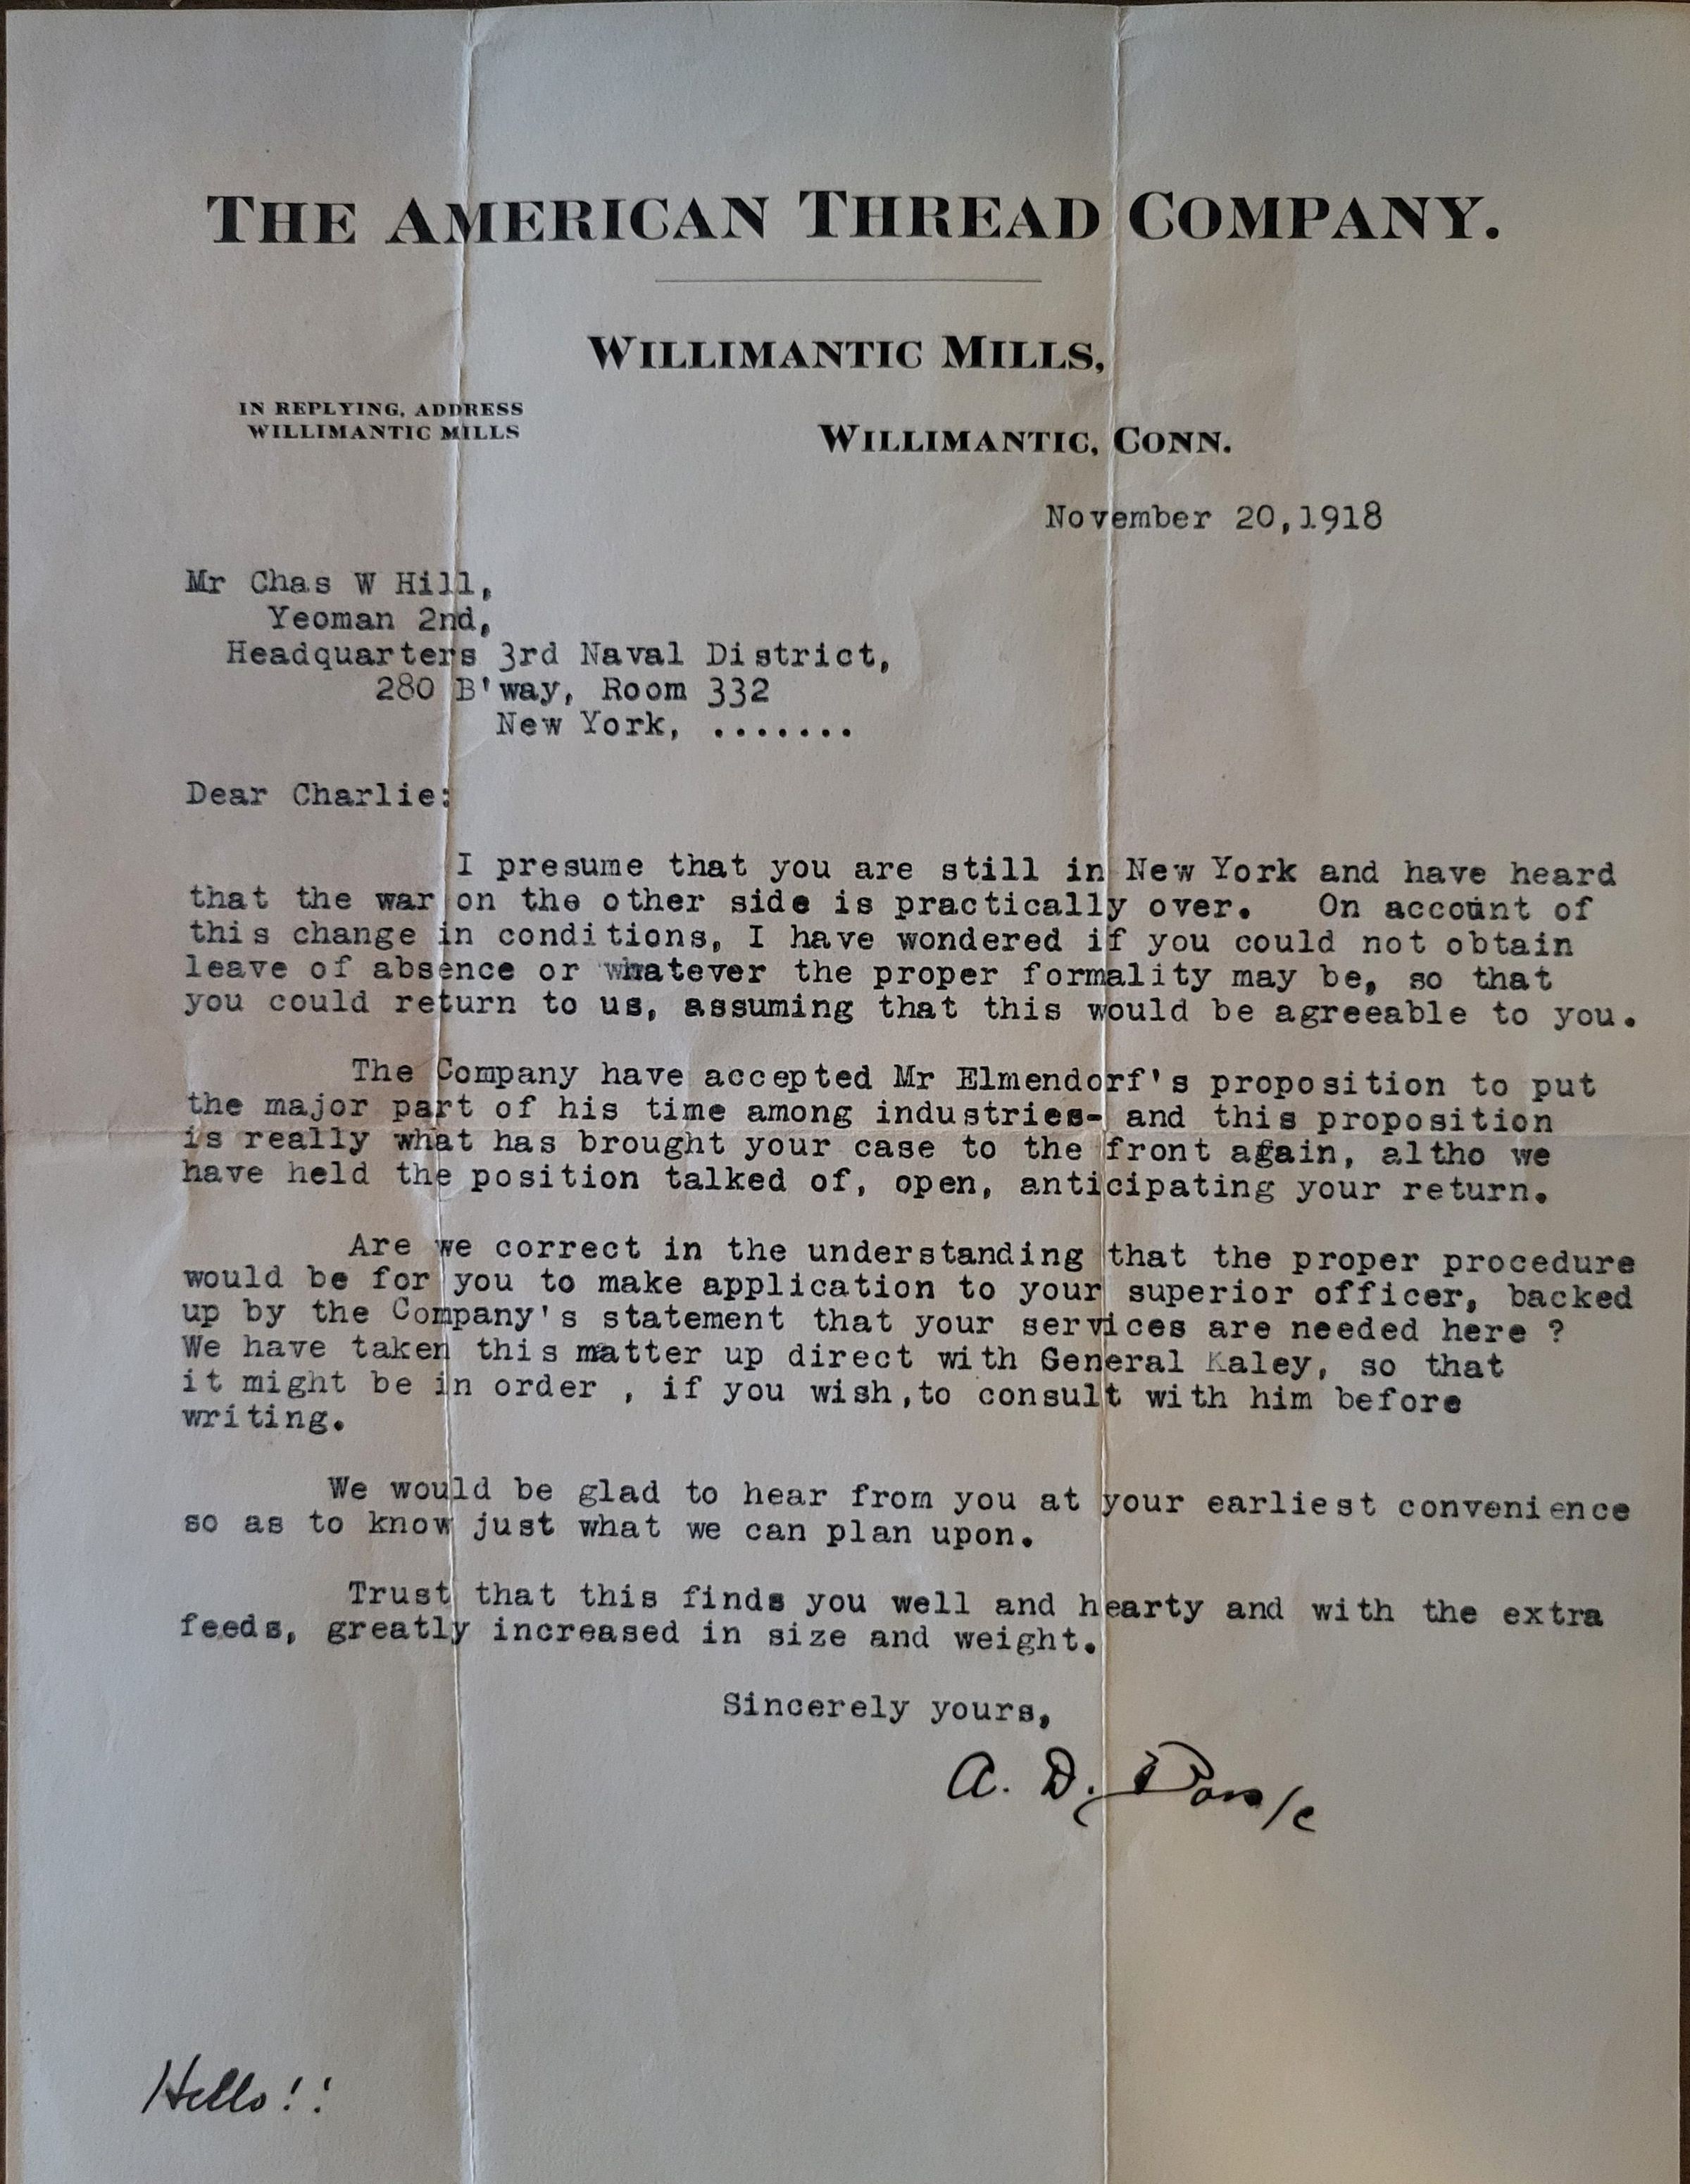 THE AMERICAN THREAD COMPANY.
WILLIMANTIC MILLS,
IN REPLYING, ADDRESS
WILLIMANTIC MILLS
WILLIMANTIC, CONN.
November 20,1918
Mr Chas W Hill,
Yeoman 2nd,
Headquarters 3rd Naval District,
280 B'way, Room 332
New York, .......
Dear Charlie:
I presume that you are still in New York and have heard
that the war on the other side is practically over. On account of
this change in conditions, I have wondered if you could not obtain
leave of absence or whatever the proper formality may be, so that
you could return to us, assuming that this would be agreeable to you.
The Company have accepted Mr Elmendorf's proposition to put
the major part of his time among industries- and this proposition
is really what has brought your case to the front again, altho we
have held the position talked of, open, anticipating your return.
Are we correct in the understanding that the proper procedure
would be for you to make application to your superior officer, backed
up by the Company's statement that your services are needed here ?
We have taken this matter up direct with General Kaley, so that
it might be in order , if you wish,to consult with him before
writing.
We would be glad to hear from you at your earliest convenience
so as to know just what we can plan upon.
Trust that this finds you well and hearty and with the extra
feeds, greatly increased in size and weight.
Sincerely yours,
A. D.
Hello!!